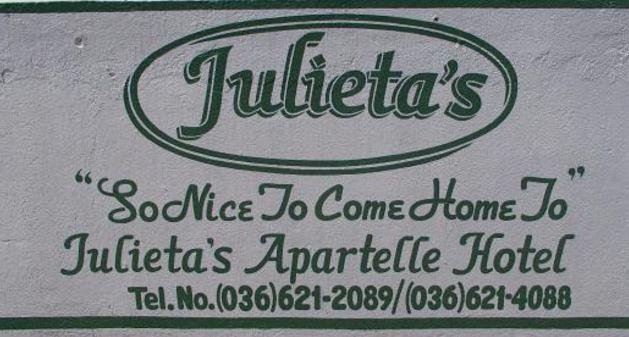 Julieta's
"So Nice To Come Home To"
Julieta's Apartelle Hotel
Tel.No.(036)621-2089/(036)621-4088